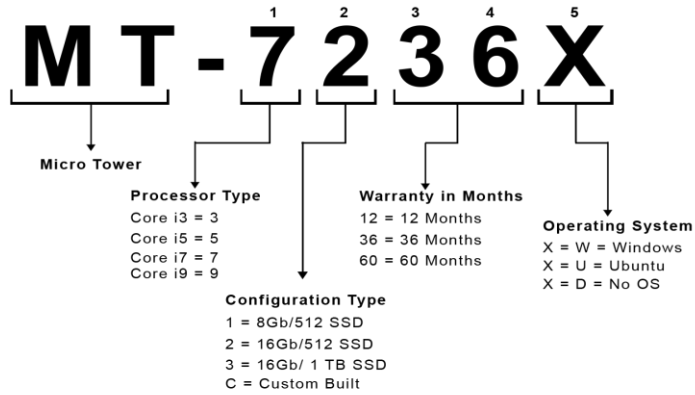 1 2 3 4 5
MT-7236X
Micro Tower
Processor Type
Core i3 = 3
Core i5 = 5
Core i7 = 7
Core i9 = 9
Configuration Type
1 = 8Gb/512 SSD
2 = 16Gb/512 SSD
3 = 16Gb/ 1 TB SSD
C = Custom Built
Warranty in Months
12 = 12 Months
36 = 36 Months
60 = 60 Months
Operating System
X = W = Windows
X = U = Ubuntu
X = D = No OS